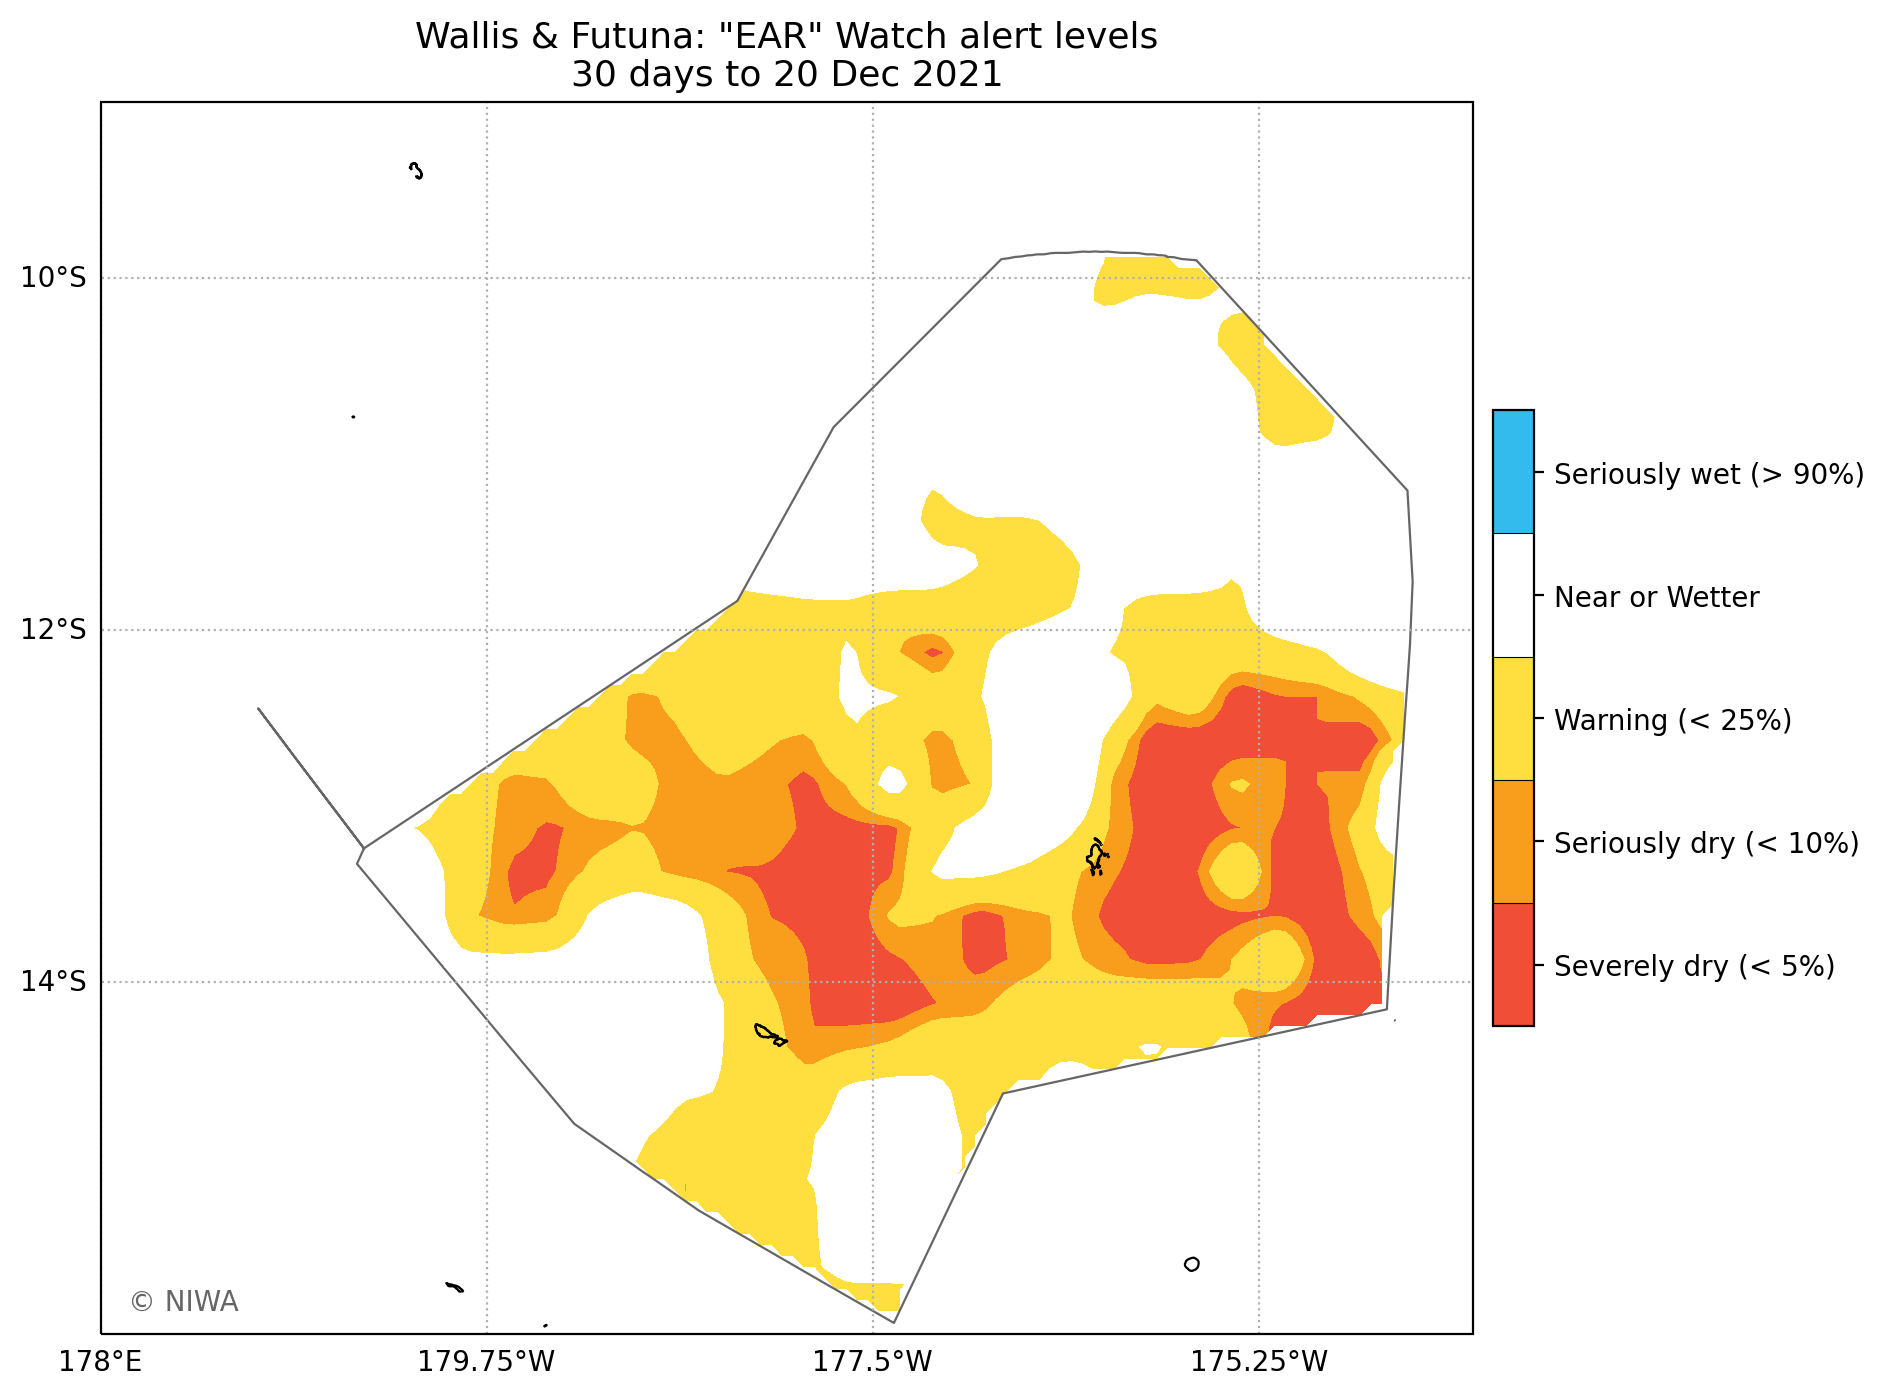 Wallis & Futuna: "EAR" Watch alert levels
30 days to 20 Dec 2021
10°S
12°S
14°S
178°E
179.75°W
177.5°W
175.25°W
Seriously wet (> 90%)
Near or Wetter
Warning (< 25%)
Seriously dry (< 10%)
Severely dry (< 5%)
© NIWA